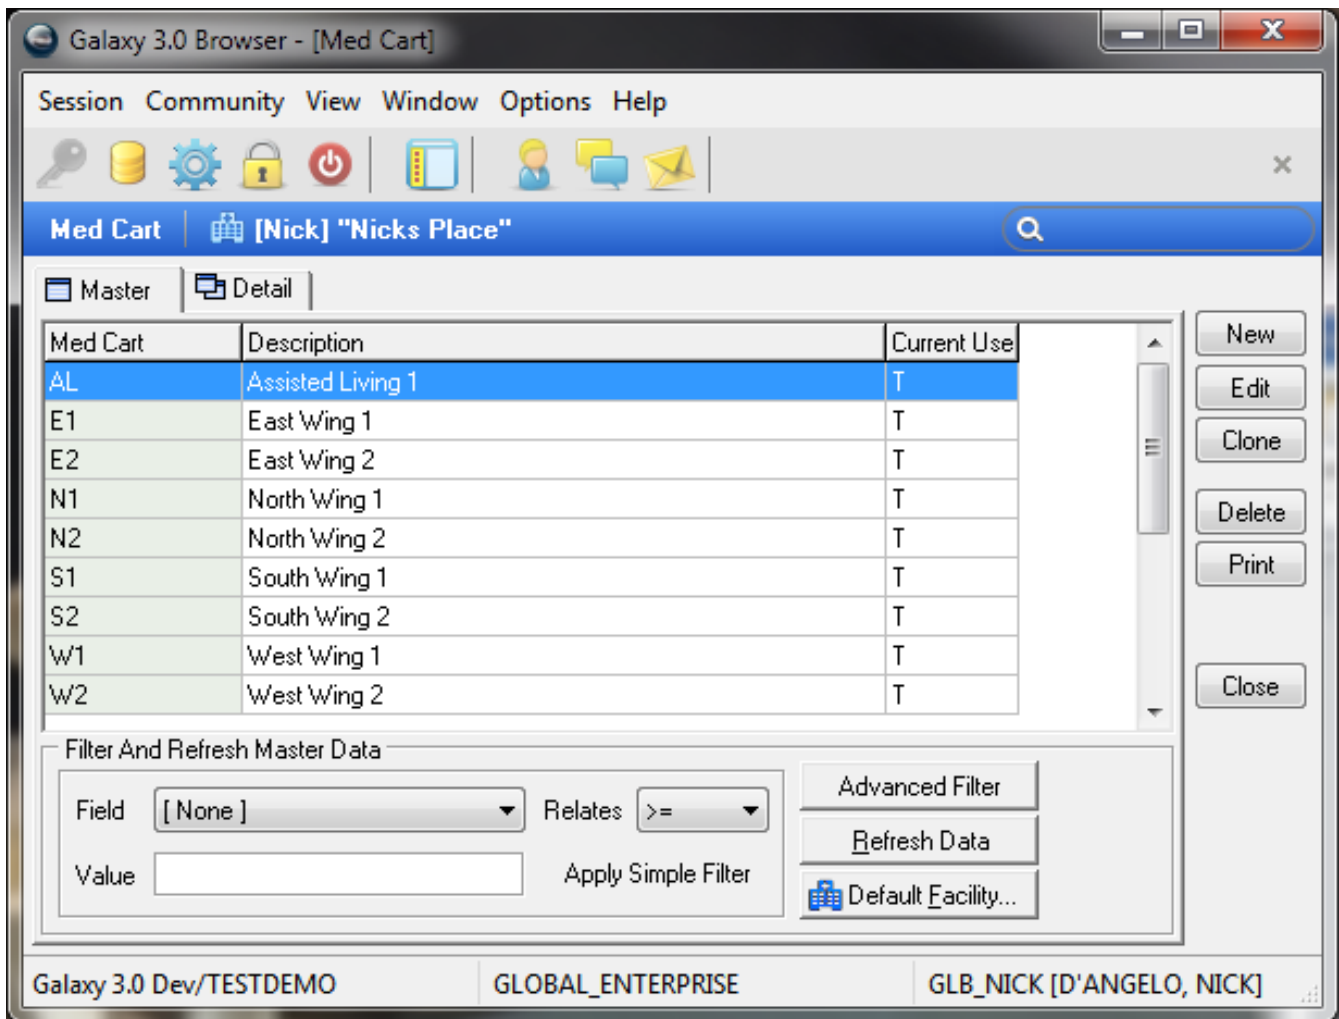 Galaxy 3.0 Browser - [Med Cart]
Session Community View Window Options Help
Med Cart [Nick] "Nicks Place"
Master Detail
Med Cart Description Current Use
AL Assisted Living 1 T
E1 East Wing 1 T
E2 East Wing 2 T
N1 North Wing 1 T
N2 North Wing 2 T
S1 South Wing 1 T
S2 South Wing 2 T
W1 West Wing 1 T
W2 West Wing 2 T
New
Edit
Clone
Delete
Print
Close
Filter And Refresh Master Data
Field [ None ] Relates >=
Value Apply Simple Filter
Advanced Filter
Refresh Data
Default Facility...
Galaxy 3.0 Dev/TESTDEMO GLOBAL_ENTERPRISE GLB_NICK [D'ANGELO, NICK]